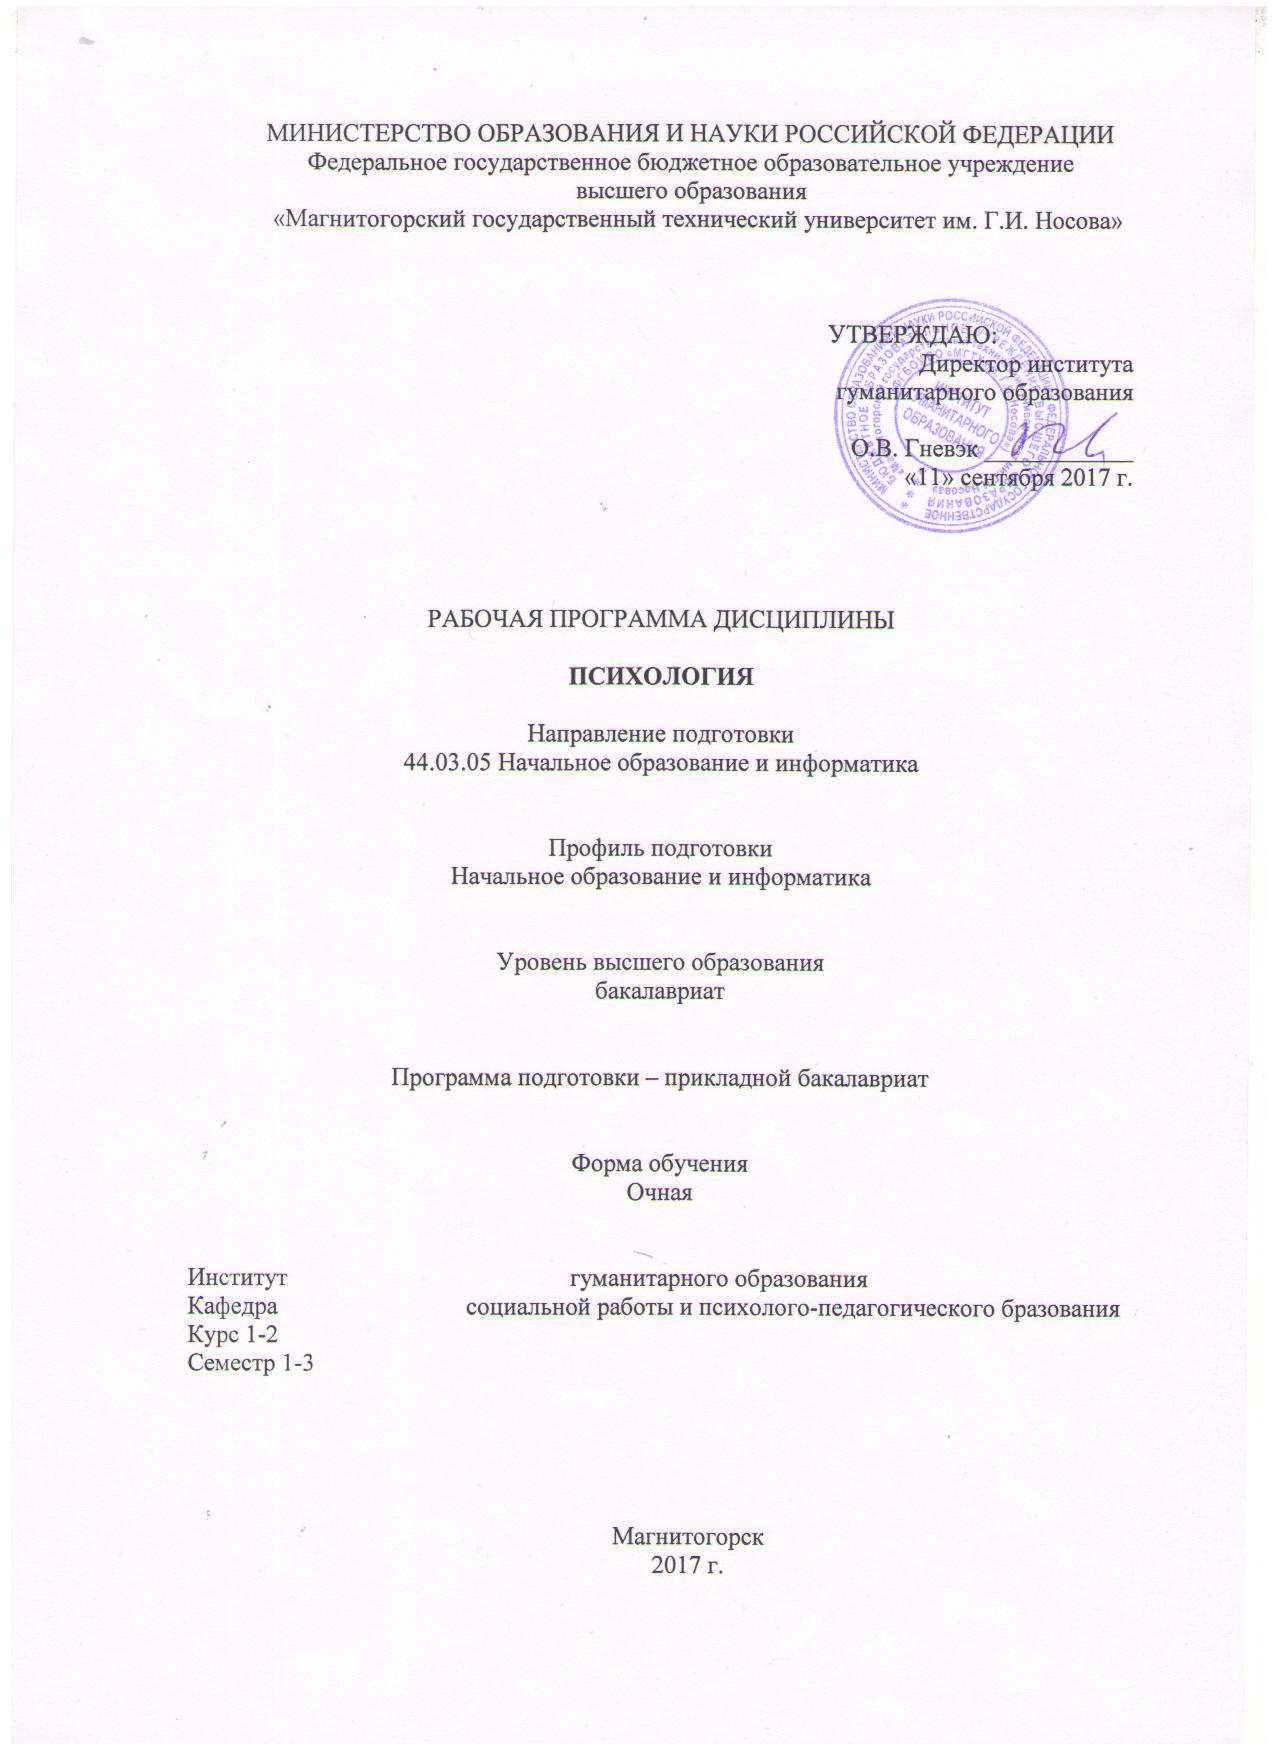 МИНИСТЕРСТВО ОБРАЗОВАНИЯ И НАУКИ РОССИЙСКОЙ ФЕДЕРАЦИИ
Федеральное государственное бюджетное образовательное учреждение
высшего образования
«Магнитогорский государственный технический университет им. Г.И. Носова»
УТВЕРЖДАЮ:
Директор института
гуманитарного образования
О.В. Гневэк
«11» сентября 2017 г.
ИНСТИТУТ
ГУМАНИТАРНОГО
ОБРАЗОВАНИЯ
РАБОЧАЯ ПРОГРАММА ДИСЦИПЛИНЫ
ПСИХОЛОГИЯ
Направление подготовки
44.03.05 Начальное образование и информатика
Профиль подготовки
Начальное образование и информатика
Уровень высшего образования
бакалавриат
Программа подготовки – прикладной бакалавриат
Форма обучения
Очная
Институт гуманитарного образования
Кафедра социальной работы и психолого-педагогического бразования
Курс 1-2
Семестр 1-3
Магнитогорск
2017 г.